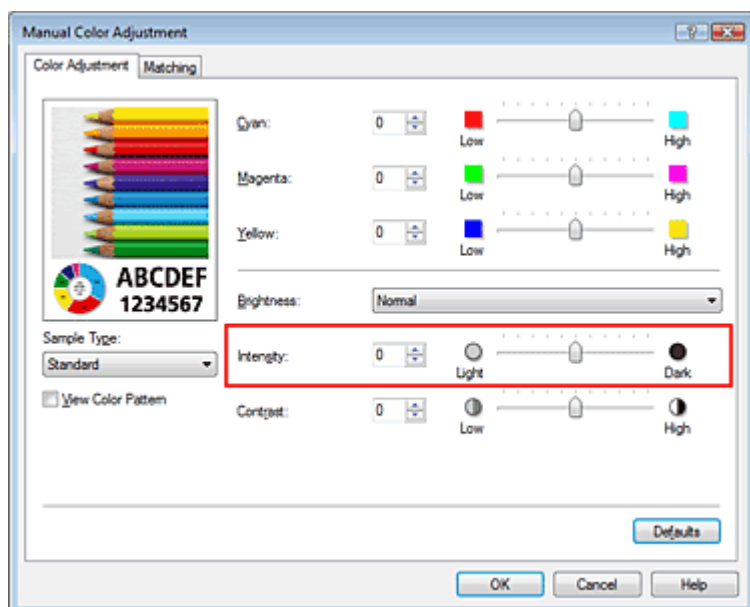 Manual Color Adjustment
Color Adjustment Matching
Cyan: 0 Low High
Magenta: 0 Low High
Yellow: 0 Low High
ABCDEF
1234567
Brightness: Normal
Sample Type:
Standard
Intensity: 0 Light Dark
View Color Pattern
Contrast: 0 Low High
Defaults
OK Cancel Help